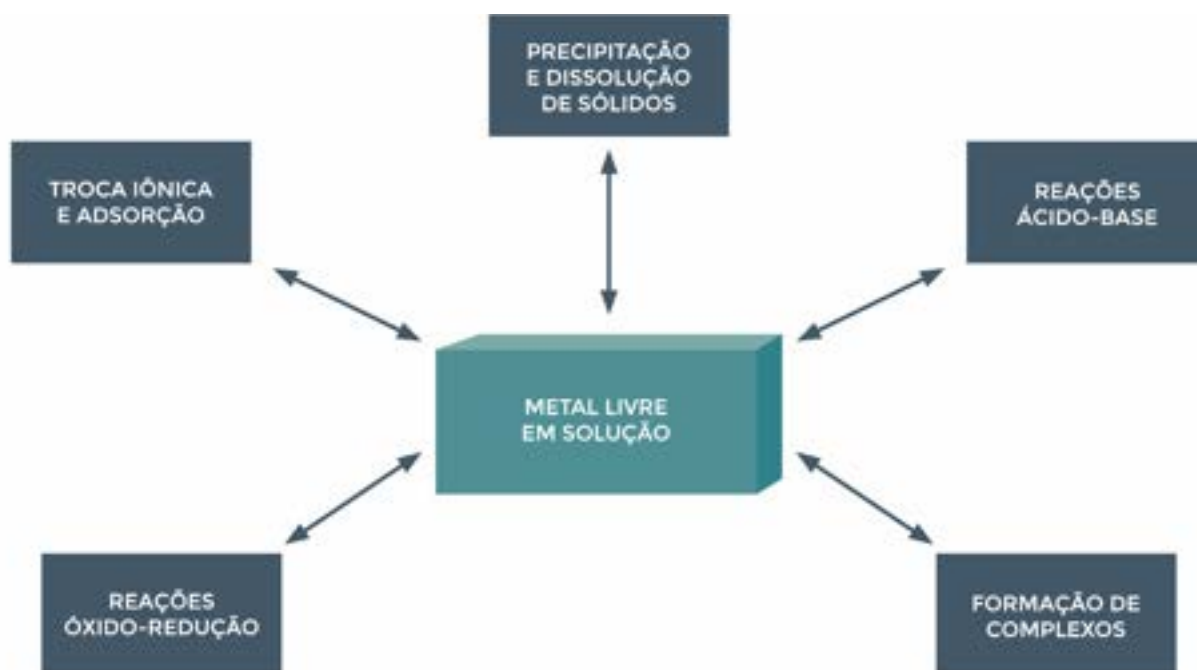 PRECIPITAÇÃO
E DISSOLUÇÃO
DE SÓLIDOS
TROCA IÔNICA
E ADSORÇÃO
REAÇÕES
ÁCIDO-BASE
METAL LIVRE
EM SOLUÇÃO
REAÇÕES
ÓXIDO-REDUÇÃO
FORMAÇÃO DE
COMPLEXOS